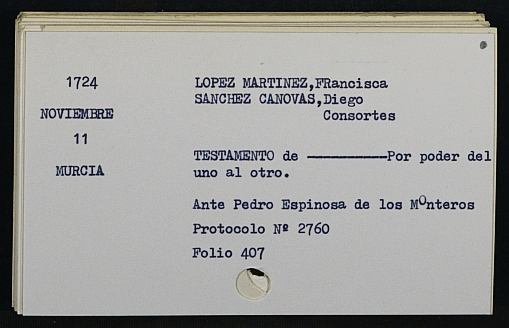 1724
NOVIEMBRE
11
MURCIA
LOPEZ MARTINEZ,FRancisca
SANCHEZ CANOVAS,Diego
Consortes
TESTAMENTO de ----------Por poder del
uno al otro.
Ante Pedro Espinosa de los MOnteros
Protocolo Nº 2760
Folio 407